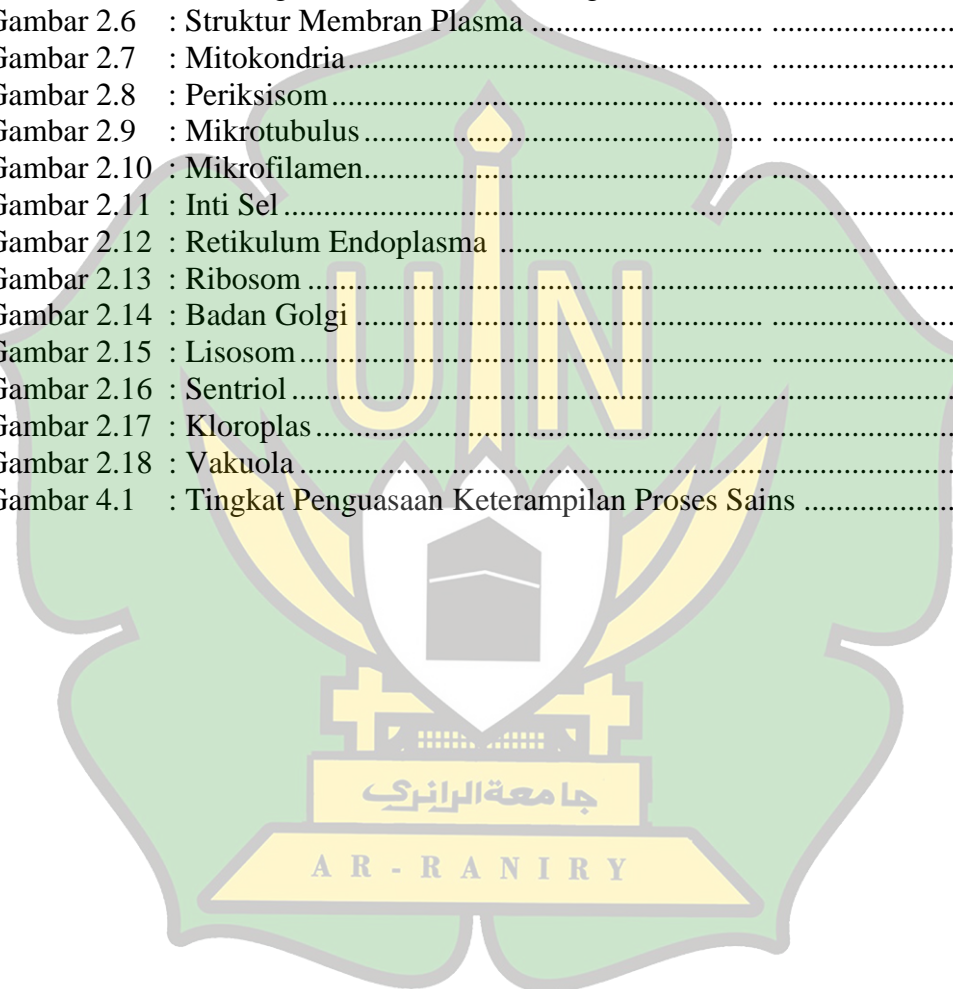 Gambar 2.6 : Struktur Membran Plasma ........................................ ........................
Gambar 2.7 : Mitokondria................................................................ ........................
Gambar 2.8 : Periksisom.................................................................. ........................
Gambar 2.9 : Mikrotubulus.............................................................. ........................
Gambar 2.10 : Mikrofilamen.............................................................. ........................
Gambar 2.11 : Inti Sel..........................................................................................
Gambar 2.12 : Retikulum Endoplasma .......................................... ........................
Gambar 2.13 : Ribosom ...................................................................... ........................
Gambar 2.14 : Badan Golgi ................................................................ ........................
Gambar 2.15 : Lisosom........................................................................ ........................
Gambar 2.16 : Sentriol......................................................................... ........................
Gambar 2.17 : Kloroplas..................................................................... ........................
Gambar 2.18 : Vakuola ........................................................................ ........................
Gambar 4.1 : Tingkat Penguasaan Keterampilan Proses Sains ......................
UIN
جامعةالرانري
AR-RANIRY